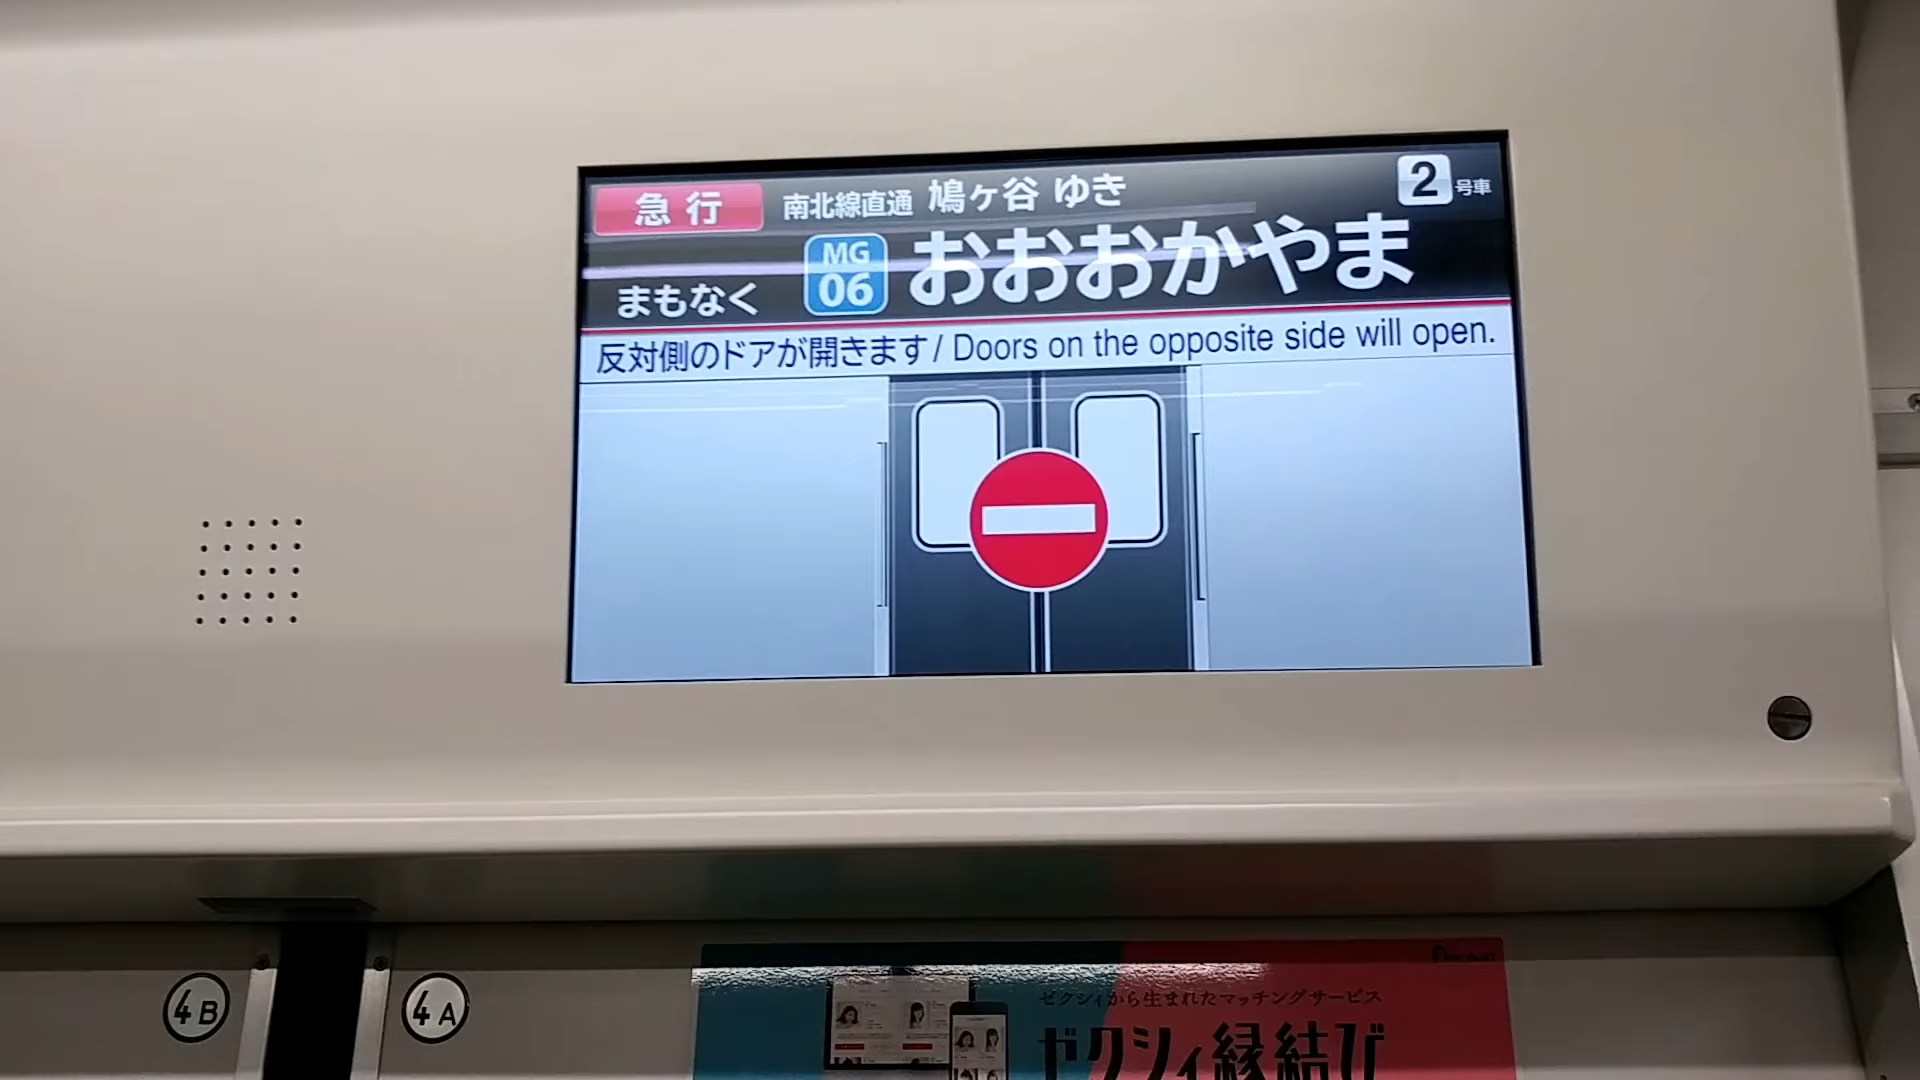 急行 南北線直通 鳩ヶ谷 ゆき 2号車
まもなく MG 06 おおおかやま
反対側のドアが開きます / Doors on the opposite side will open.
4B
4A
ゼクシィから生まれたマッチングサービス
ゼクシィ縁結び